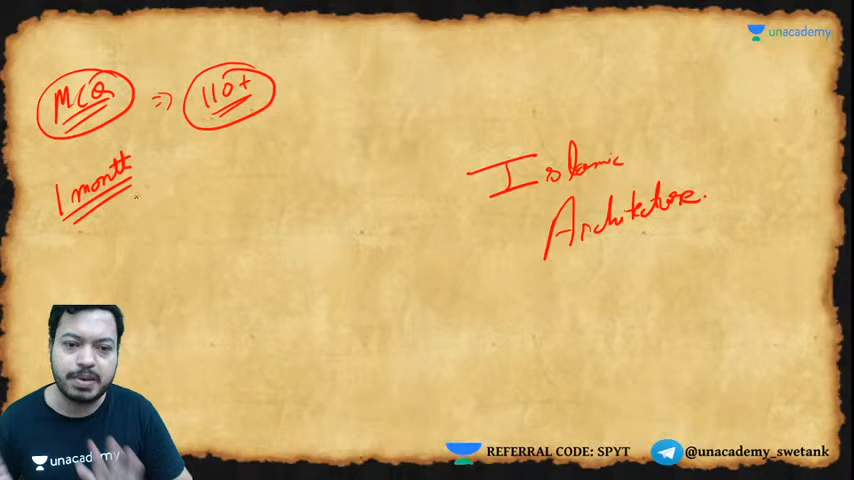 unacademy
MCQ => 110+
1 month
Islamic
Architecture.
unacademy
REFERRAL CODE: SPYT
@unacademy_swetank